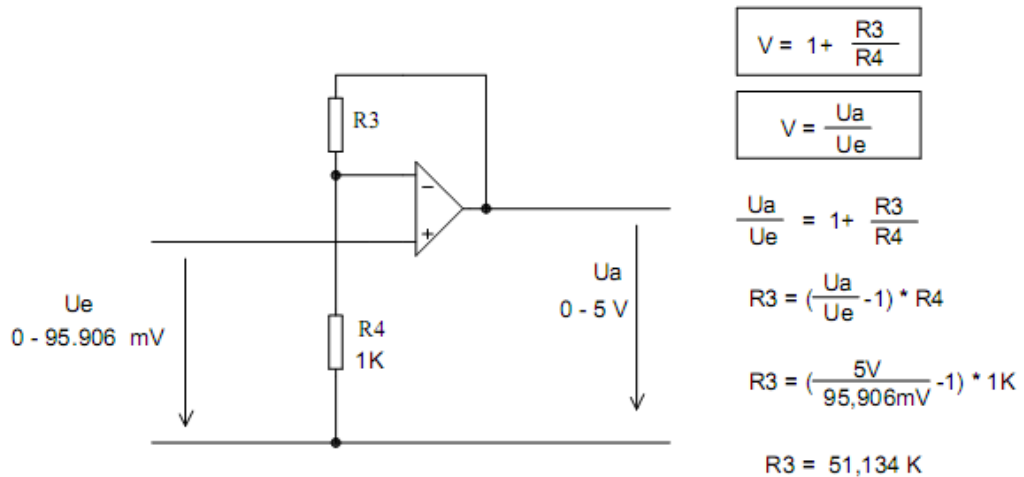 R3
Ue
0 - 95.906 mV
R4
1K
−
+
Ua
0 - 5 V
V = 1+ R3
R4
V = Ua
Ue
Ua
Ue = 1+ R3
R4
R3 = (Ua
Ue -1) * R4
R3 = (5V
95,906mV -1) * 1K
R3 = 51,134 K